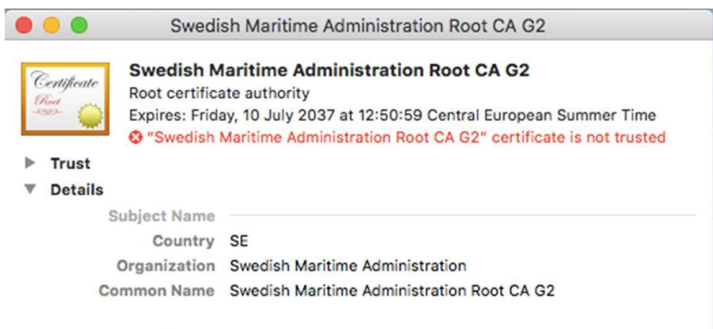 Swedish Maritime Administration Root CA G2
Certificate
Root
Swedish Maritime Administration Root CA G2
Root certificate authority
Expires: Friday, 10 July 2037 at 12:50:59 Central European Summer Time
"Swedish Maritime Administration Root CA G2" certificate is not trusted
Trust
Details
Subject Name
Country SE
Organization Swedish Maritime Administration
Common Name Swedish Maritime Administration Root CA G2